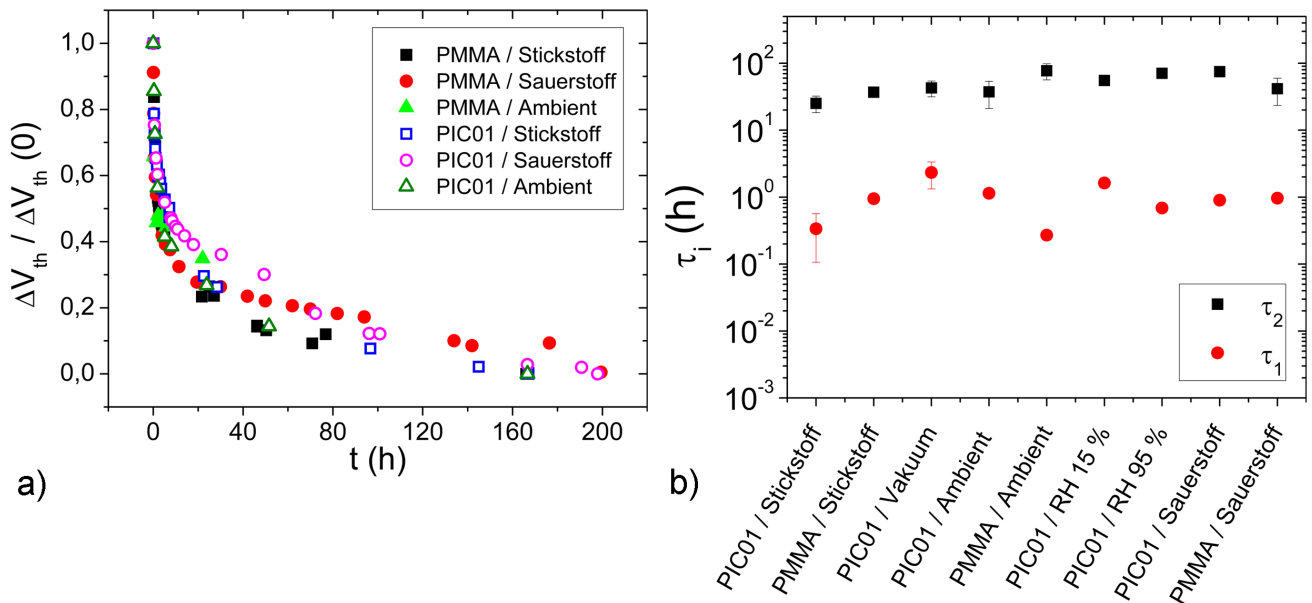 ΔV_th / ΔV_th (0)
1,0
0,8
0,6
0,4
0,2
0,0
0 40 80 120 160 200
t (h)
PMMA / Stickstoff
PMMA / Sauerstoff
PMMA / Ambient
PIC01 / Stickstoff
PIC01 / Sauerstoff
PIC01 / Ambient
a)
τ_i (h)
10^2
10^1
10^0
10^-1
10^-2
10^-3
τ_2
τ_1
PIC01 / Stickstoff
PMMA / Stickstoff
PIC01 / Vakuum
PIC01 / Ambient
PMMA / Ambient
PIC01 / RH 15 %
PIC01 / RH 95 %
PIC01 / Sauerstoff
PMMA / Sauerstoff
b)